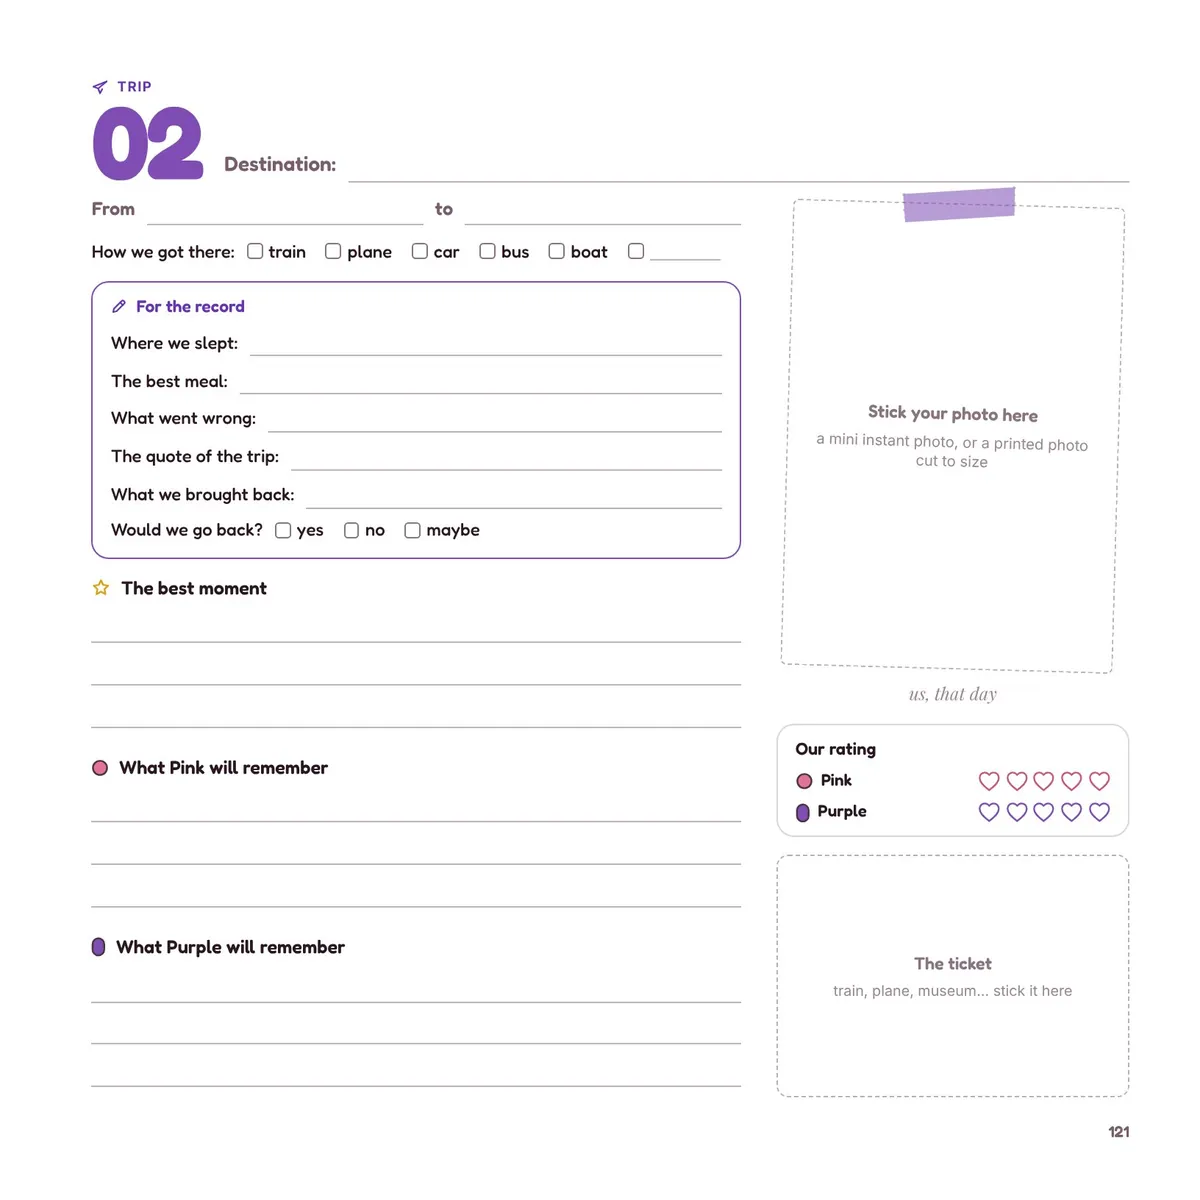 TRIP
02
Destination:
From to
How we got there: train plane car bus boat
For the record
Where we slept:
The best meal:
What went wrong:
The quote of the trip:
What we brought back:
Would we go back? yes no maybe
The best moment
What Pink will remember
What Purple will remember
Stick your photo here
a mini instant photo, or a printed photo
cut to size
us, that day
Our rating
Pink
Purple
The ticket
train, plane, museum... stick it here
121